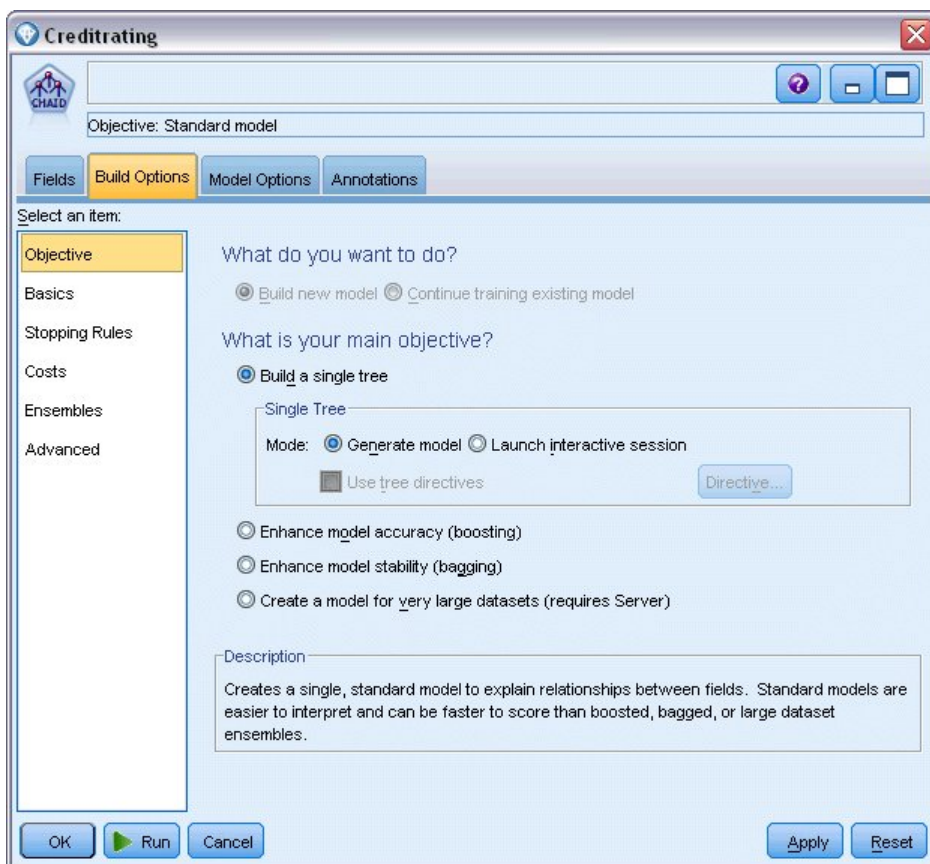 Creditrating
CHAID
?
Objective: Standard model
Fields Build Options Model Options Annotations
Select an item:
Objective
Basics
Stopping Rules
Costs
Ensembles
Advanced
What do you want to do?
Build new model Continue training existing model
What is your main objective?
Build a single tree
Single Tree
Mode: Generate model Launch interactive session
Use tree directives Directive...
Enhance model accuracy (boosting)
Enhance model stability (bagging)
Create a model for very large datasets (requires Server)
Description
Creates a single, standard model to explain relationships between fields. Standard models are
easier to interpret and can be faster to score than boosted, bagged, or large dataset
ensembles.
OK Run Cancel Apply Reset